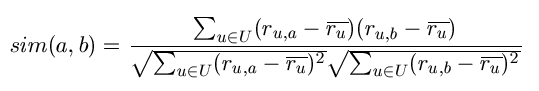 sim(a, b) = \frac{\sum_{u \in U}(r_{u,a} - \overline{r_u})(r_{u,b} - \overline{r_u})}{\sqrt{\sum_{u \in U}(r_{u,a} - \overline{r_u})^2}\sqrt{\sum_{u \in U}(r_{u,b} - \overline{r_u})^2}}